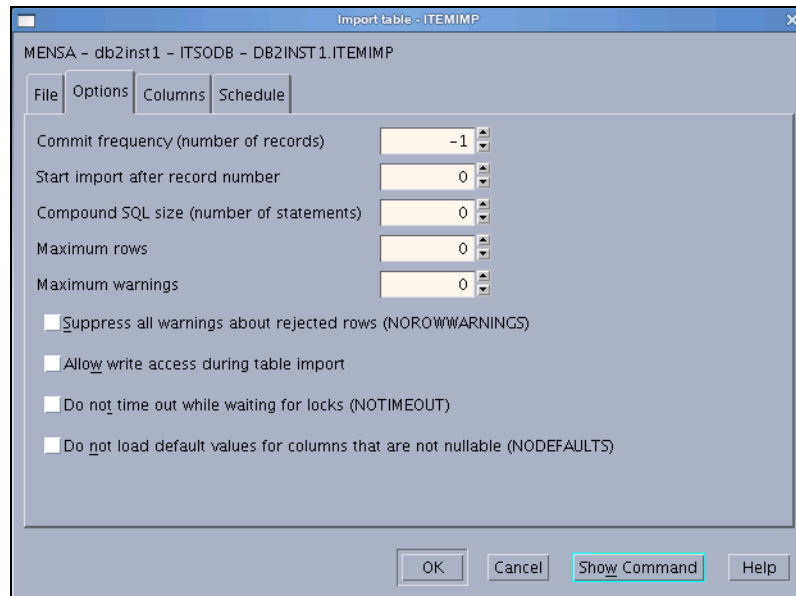 Import table - ITEMIMP
MENSA - db2inst1 - ITSODB - DB2INST1.ITEMIMP
File Options Columns Schedule
Commit frequency (number of records) -1
Start import after record number 0
Compound SQL size (number of statements) 0
Maximum rows 0
Maximum warnings 0
Suppress all warnings about rejected rows (NOROWWARNINGS)
Allow write access during table import
Do not time out while waiting for locks (NOTIMEOUT)
Do not load default values for columns that are not nullable (NODEFAULTS)
OK Cancel Show Command Help